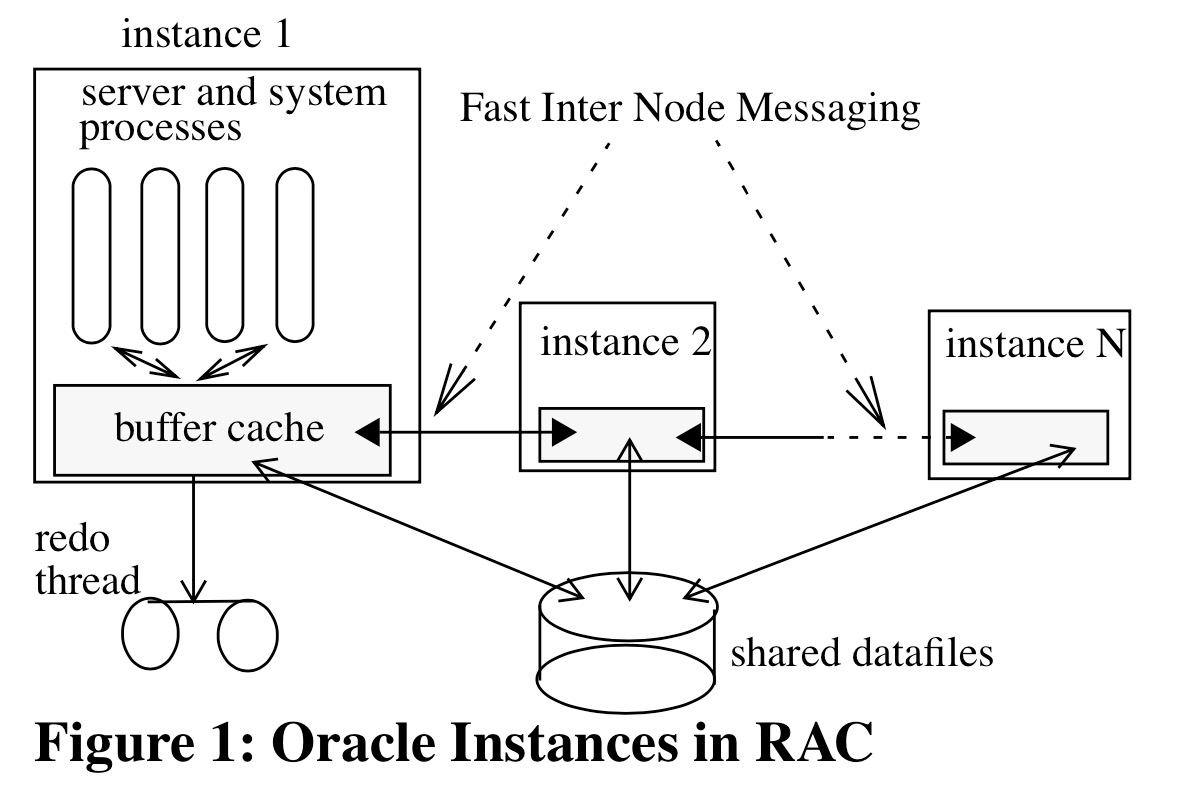 instance 1
server and system
processes
Fast Inter Node Messaging
instance 2
instance N
buffer cache
redo
thread
shared datafiles
Figure 1: Oracle Instances in RAC